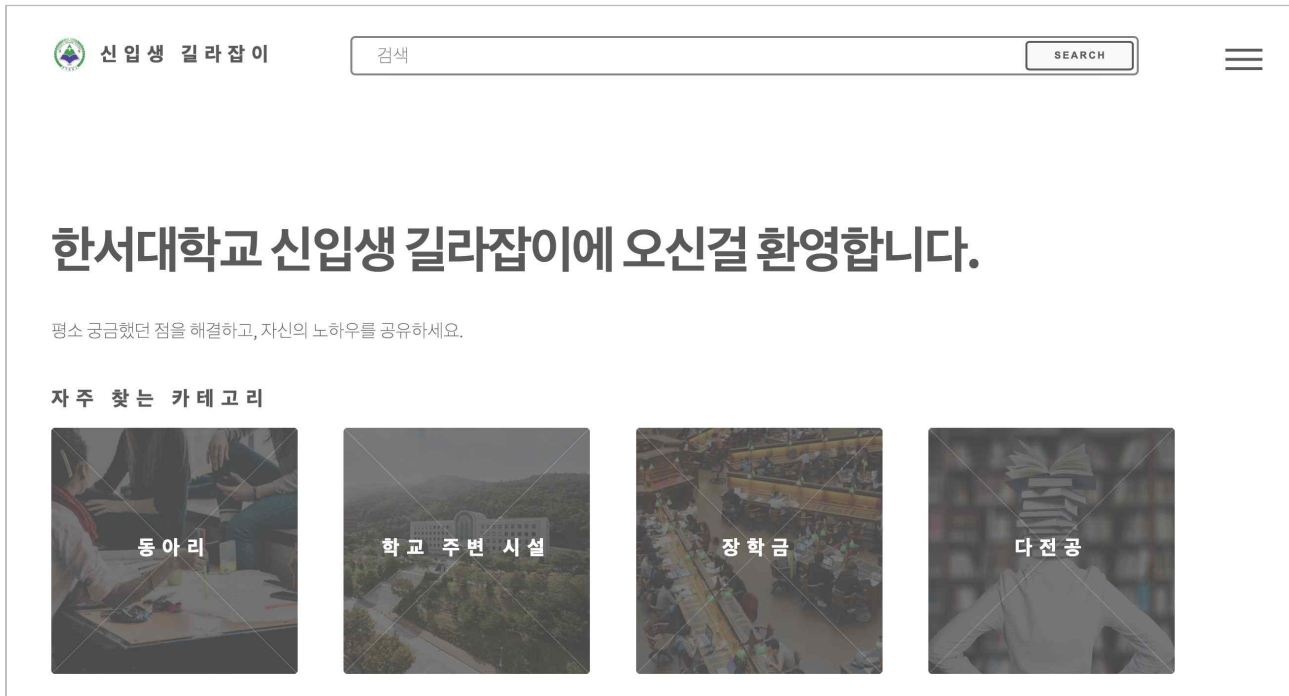 신입생 길라잡이
검색
SEARCH
한서대학교 신입생 길라잡이에 오신걸 환영합니다.
평소 궁금했던 점을 해결하고, 자신의 노하우를 공유하세요.
자주 찾는 카테고리
동아리
학교 주변 시설
장학금
다전공